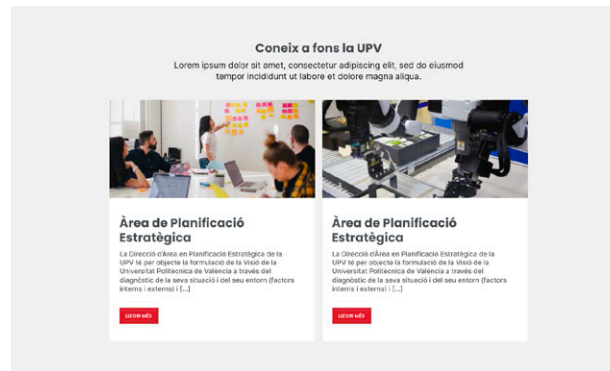 Coneix a fons la UPV
Lorem ipsum dolor sit amet, consectetur adipiscing elit, sed do eiusmod
tempor incididunt ut labore et dolore magna aliqua.
Àrea de Planificació
Estratègica
La Direcció d'Àrea en Planificació Estratègica de la
UPV té per objecte la formulació de la Visió de la
Universitat Politècnica de València a través del
diagnòstic de la seva situació i del seu entorn (factors
interns i externs) i [...]
LLEGIR MÉS
Àrea de Planificació
Estratègica
La Direcció d'Àrea en Planificació Estratègica de la
UPV té per objecte la formulació de la Visió de la
Universitat Politècnica de València a través del
diagnòstic de la seva situació i del seu entorn (factors
interns i externs) i [...]
LLEGIR MÉS